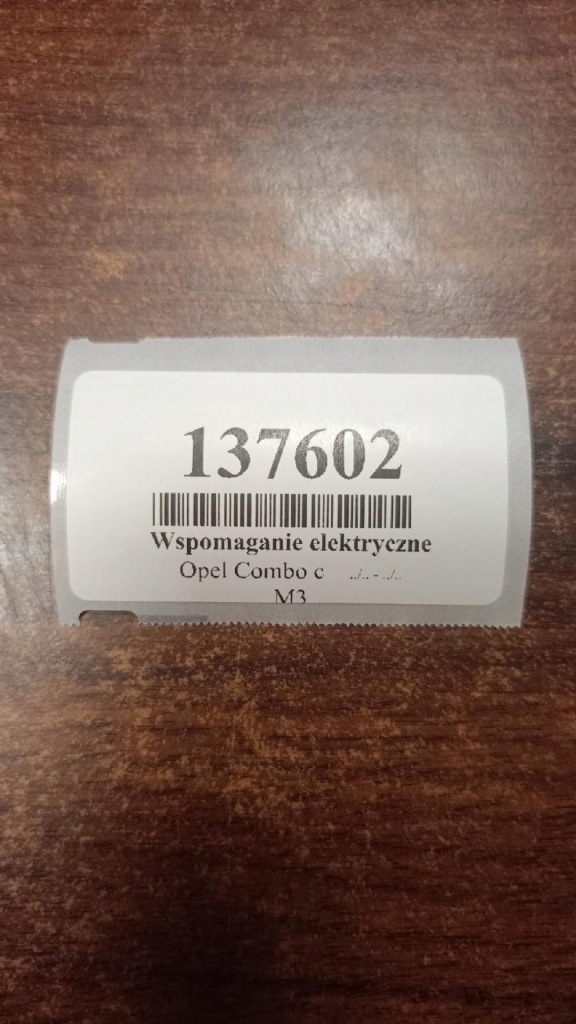 137602
Wspomaganie elektryczne
Opel Combo c ../.. - ../..
M3